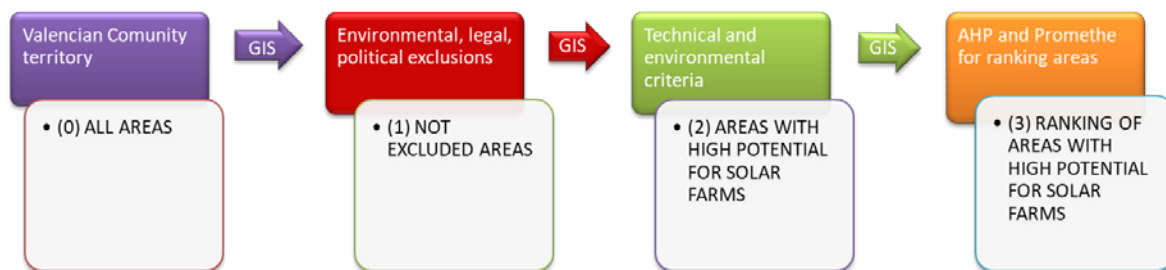 Valencian Comunity
territory
• (0) ALL AREAS
GIS
Environmental, legal,
political exclusions
• (1) NOT
EXCLUDED AREAS
GIS
Technical and
environmental
criteria
• (2) AREAS WITH
HIGH POTENTIAL
FOR SOLAR
FARMS
GIS
AHP and Promethe
for ranking areas
• (3) RANKING OF
AREAS WITH
HIGH POTENTIAL
FOR SOLAR
FARMS